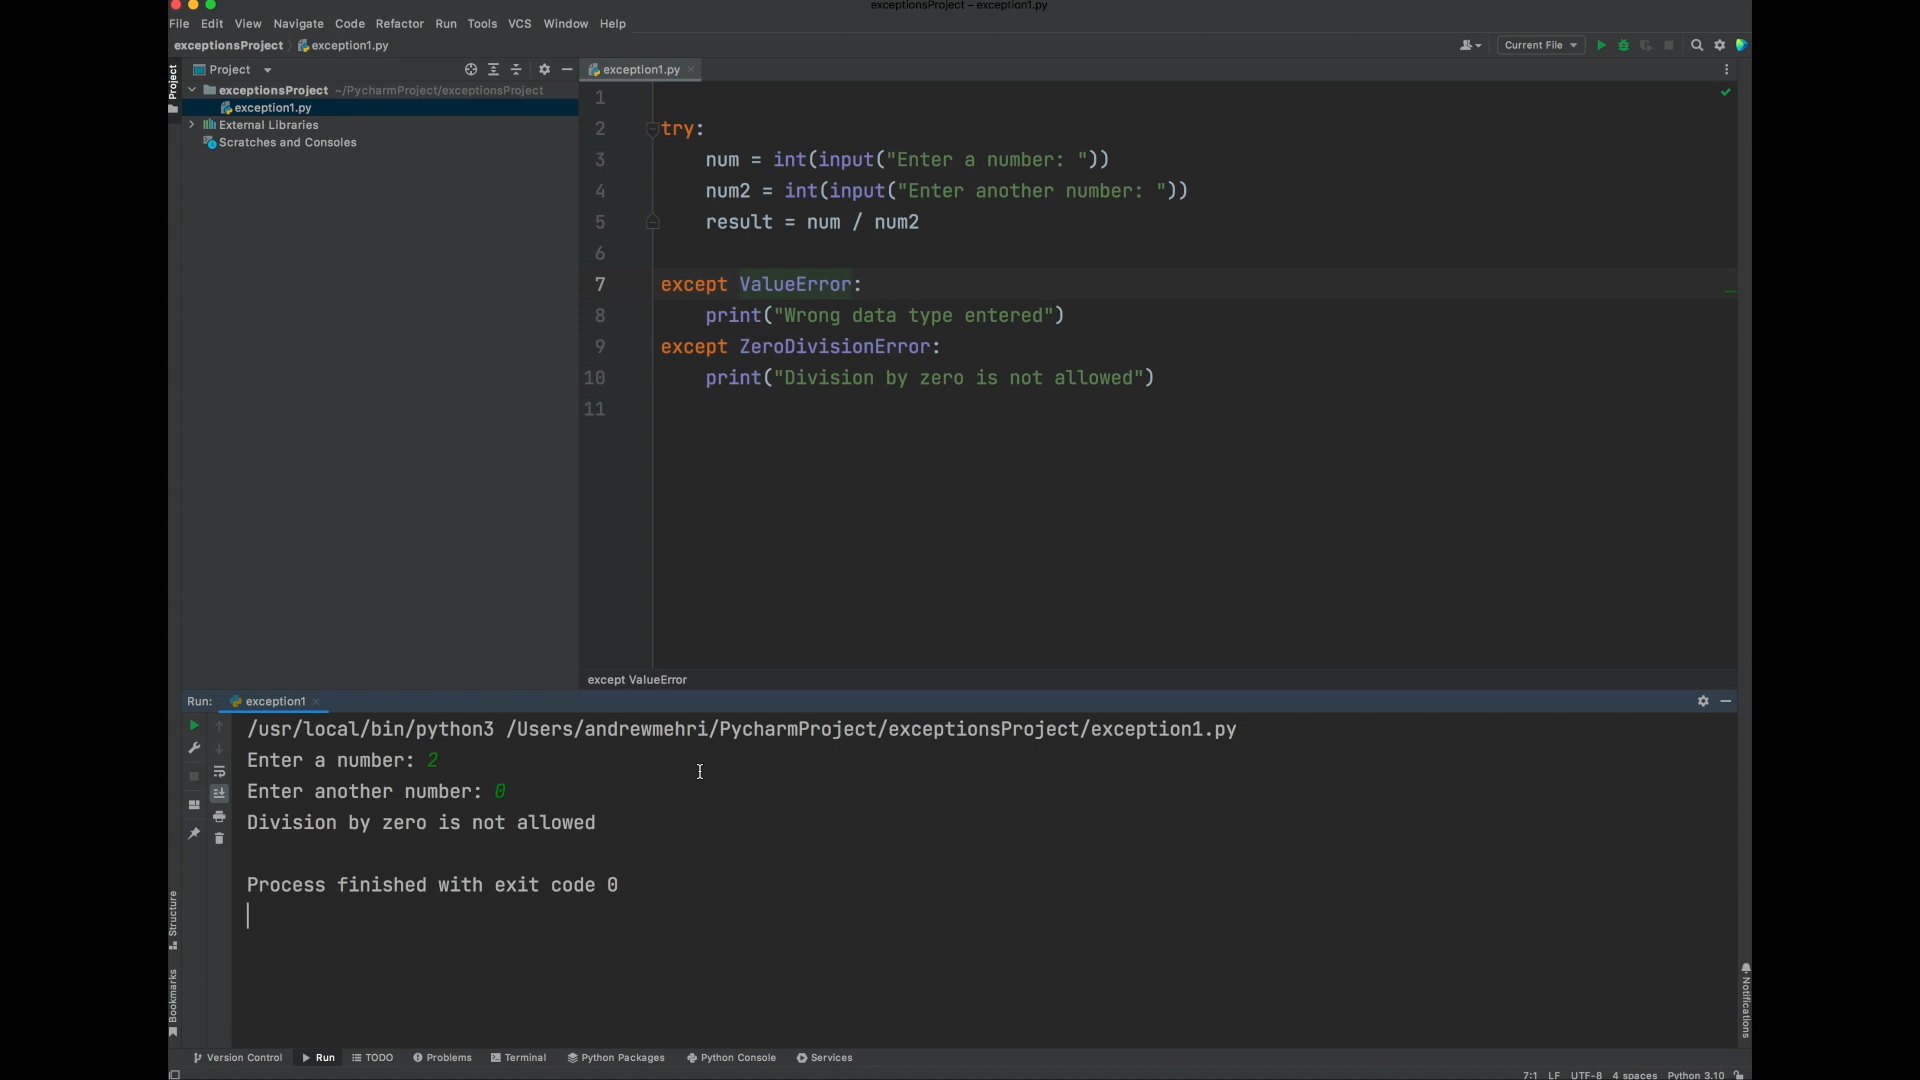 exceptionsProject – exception1.py
File Edit View Navigate Code Refactor Run Tools VCS Window Help
exceptionsProject exception1.py
Current File
Project
Project
exception1.py
exceptionsProject ~/PycharmProject/exceptionsProject
exception1.py
External Libraries
Scratches and Consoles
1
2 try:
3 num = int(input("Enter a number: "))
4 num2 = int(input("Enter another number: "))
5 result = num / num2
6
7 except ValueError:
8 print("Wrong data type entered")
9 except ZeroDivisionError:
10 print("Division by zero is not allowed")
11
except ValueError
Run: exception1
/usr/local/bin/python3 /Users/andrewmehri/PycharmProject/exceptionsProject/exception1.py
Enter a number: 2
Enter another number: 0
Division by zero is not allowed
Process finished with exit code 0
Structure
Bookmarks
Notifications
Version Control Run TODO Problems Terminal Python Packages Python Console Services
7:1 LF UTF-8 4 spaces Python 3.10